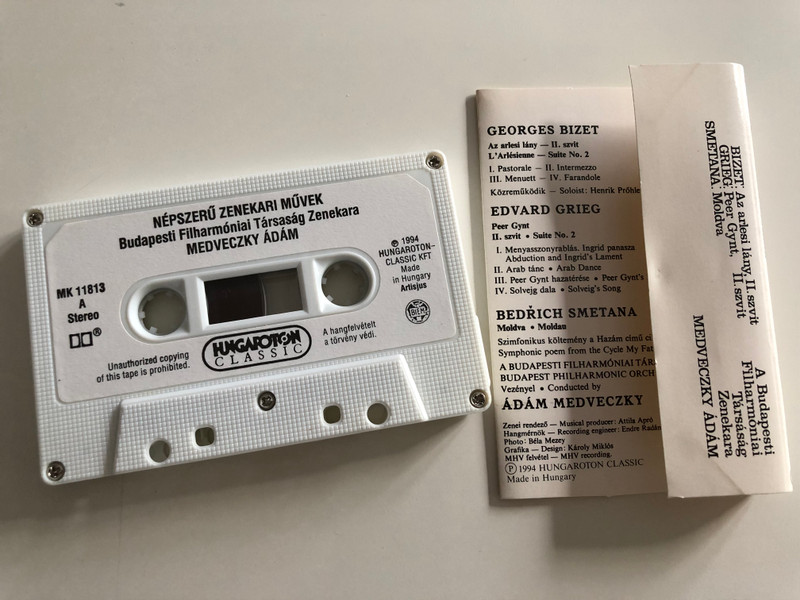 NÉPSZERŰ ZENEKARI MŰVEK
Budapesti Filharmóniai Társaság Zenekara
MEDVECZKY ÁDÁM
MK 11813
A
Stereo
℗ 1994
HUNGAROTON-
CLASSIC KFT
Made
in Hungary
Artisjus
BIEM
Unauthorized copying
of this tape is prohibited.
HUNGAROTON
CLASSIC
A hangfelvételt
a törvény védi.
GEORGES BIZET
Az arlesi lány — II. szvit
L'Arlésienne — Suite No. 2
I. Pastorale — II. Intermezzo
III. Menuett — IV. Farandole
Közreműködik – Soloist: Henrik Pröhle
EDVARD GRIEG
Peer Gynt
II. szvit • Suite No. 2
I. Menyasszonyrablás. Ingrid panasza
Abduction and Ingrid's Lament
II. Arab tánc • Arab Dance
III. Peer Gynt hazatérése • Peer Gynt's
IV. Solvejg dala • Solveig's Song
BEDŘICH SMETANA
Moldva • Moldau
Szimfonikus költemény a Hazám című
Symphonic poem from the Cycle My
A BUDAPESTI FILHARMÓNIAI
BUDAPEST PHILHARMONIC
Vezényel • Conducted by
ÁDÁM MEDVECZKY
Zenei rendező — Musical producer: Attila Apró
Hangmérnök — Recording engineer: Endre
Photo: Béla Mezey
Grafika — Design: Károly Miklós
MHV felvétel — MHV recording.
℗ 1994 HUNGAROTON CLASSIC
Made in Hungary
BIZET: Az arlesi lány, II. szvit
GRIEG: Peer Gynt, II. szvit
SMETANA: Moldva
A Budapesti
Filharmóniai
Társaság
Zenekara
MEDVECZKY ÁDÁM